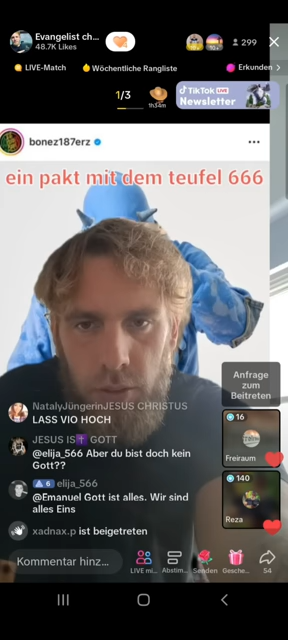 Evangelist ch...
48.7K Likes
299
LIVE-Match
Wöchentliche Rangliste
Erkunden
1/3
1h34m
TikTok LIVE
Newsletter
bonez187erz
ein pakt mit dem teufel 666
Anfrage
zum
Beitreten
NatalyJüngerinJESUS CHRISTUS
LASS VIO HOCH
16
Freiraum
JESUS IS✝️ GOTT
@elija_566 Aber du bist doch kein
Gott??
6 elija_566
@Emanuel Gott ist alles. Wir sind
alles Eins
140
Reza
xadnax.p ist beigetreten
Kommentar hinz...
LIVE mi...
Abstim...
Senden
Gesche...
54